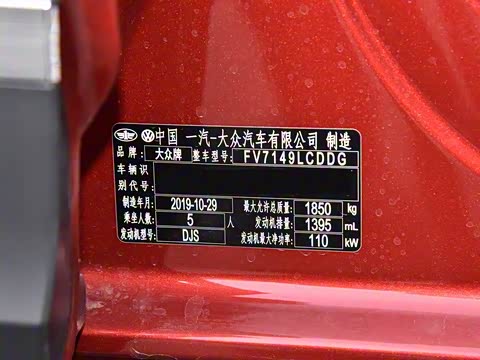 中国 一汽-大众汽车有限公司 制造
品牌: 大众牌 整车型号: FV7149LCDDG
车辆识
别代号:
制造年月: 2019-10-29 最大允许总质量: 1850 kg
乘坐人数: 5 人 发动机排量: 1395 mL
发动机型号: DJS 发动机最大净功率: 110 kW